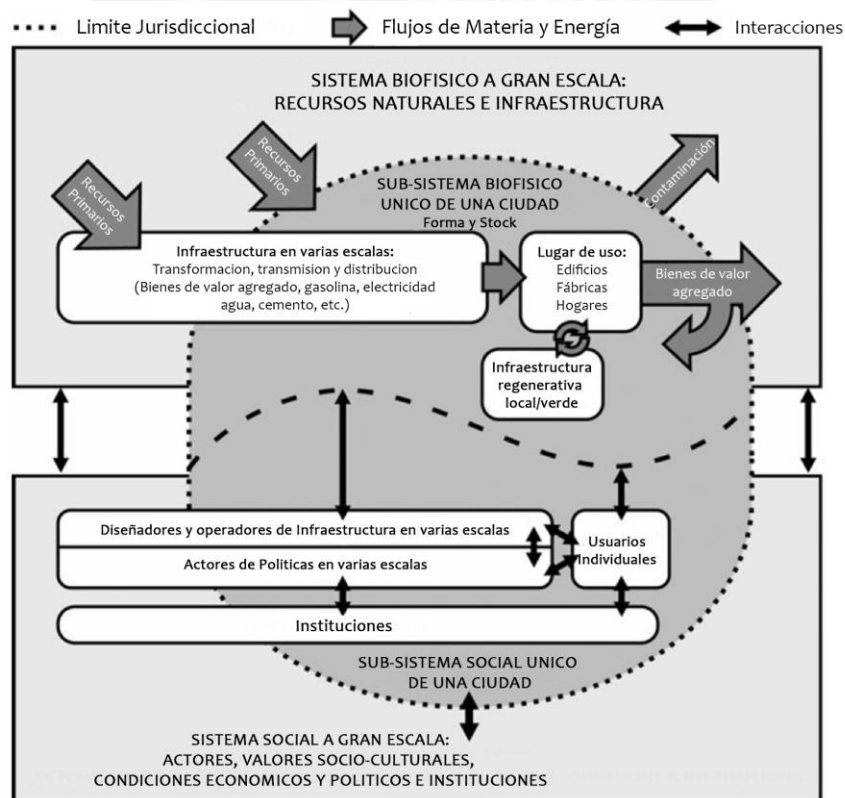 Limite Jurisdiccional
Flujos de Materia y Energía
Interacciones
SISTEMA BIOFISICO A GRAN ESCALA:
RECURSOS NATURALES E INFRAESTRUCTURA
Recursos
Primarios
Recursos
Primarios
Contaminación
SUB-SISTEMA BIOFISICO
UNICO DE UNA CIUDAD
Forma y Stock
Infraestructura en varias escalas:
Transformacion, transmision y distribucion
(Bienes de valor agregado, gasolina, electricidad
agua, cemento, etc.)
Lugar de uso:
Edificios
Fábricas
Hogares
Bienes de valor
agregado
Infraestructura
regenerativa
local/verde
Diseñadores y operadores de Infraestructura en varias escalas
Actores de Politicas en varias escalas
Usuarios
Individuales
Instituciones
SUB-SISTEMA SOCIAL UNICO
DE UNA CIUDAD
SISTEMA SOCIAL A GRAN ESCALA:
ACTORES, VALORES SOCIO-CULTURALES,
CONDICIONES ECONOMICOS Y POLITICOS E INSTITUCIONES